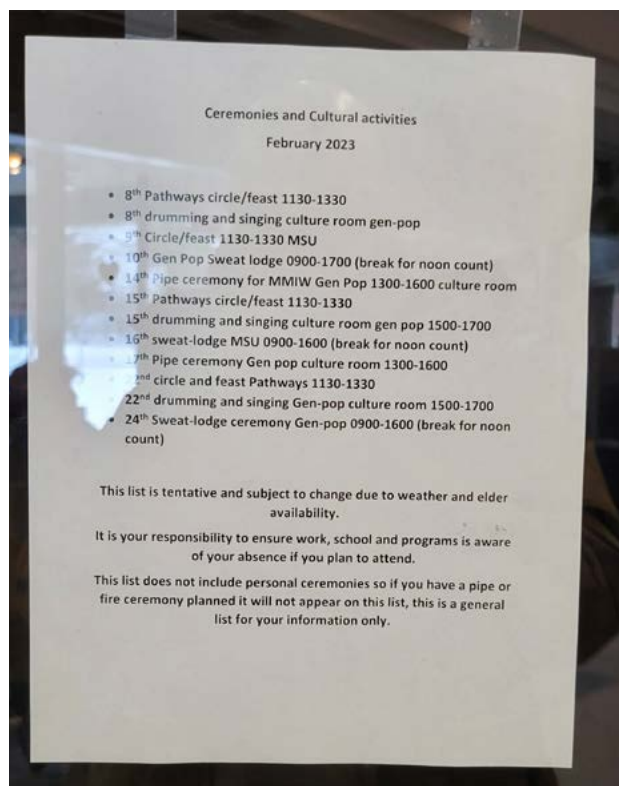 Ceremonies and Cultural activities
February 2023
• 8th Pathways circle/feast 1130-1330
• 8th drumming and singing culture room gen-pop
• 9th Circle/feast 1130-1330 MSU
• 10th Gen Pop Sweat lodge 0900-1700 (break for noon count)
• 14th Pipe ceremony for MMIW Gen Pop 1300-1600 culture room
• 15th Pathways circle/feast 1130-1330
• 15th drumming and singing culture room gen pop 1500-1700
• 16th sweat-lodge MSU 0900-1600 (break for noon count)
• 17th Pipe ceremony Gen pop culture room 1300-1600
• 22nd circle and feast Pathways 1130-1330
• 22nd drumming and singing Gen-pop culture room 1500-1700
• 24th Sweat-lodge ceremony Gen-pop 0900-1600 (break for noon
count)
This list is tentative and subject to change due to weather and elder
availability.
It is your responsibility to ensure work, school and programs is aware
of your absence if you plan to attend.
This list does not include personal ceremonies so if you have a pipe or
fire ceremony planned it will not appear on this list, this is a general
list for your information only.